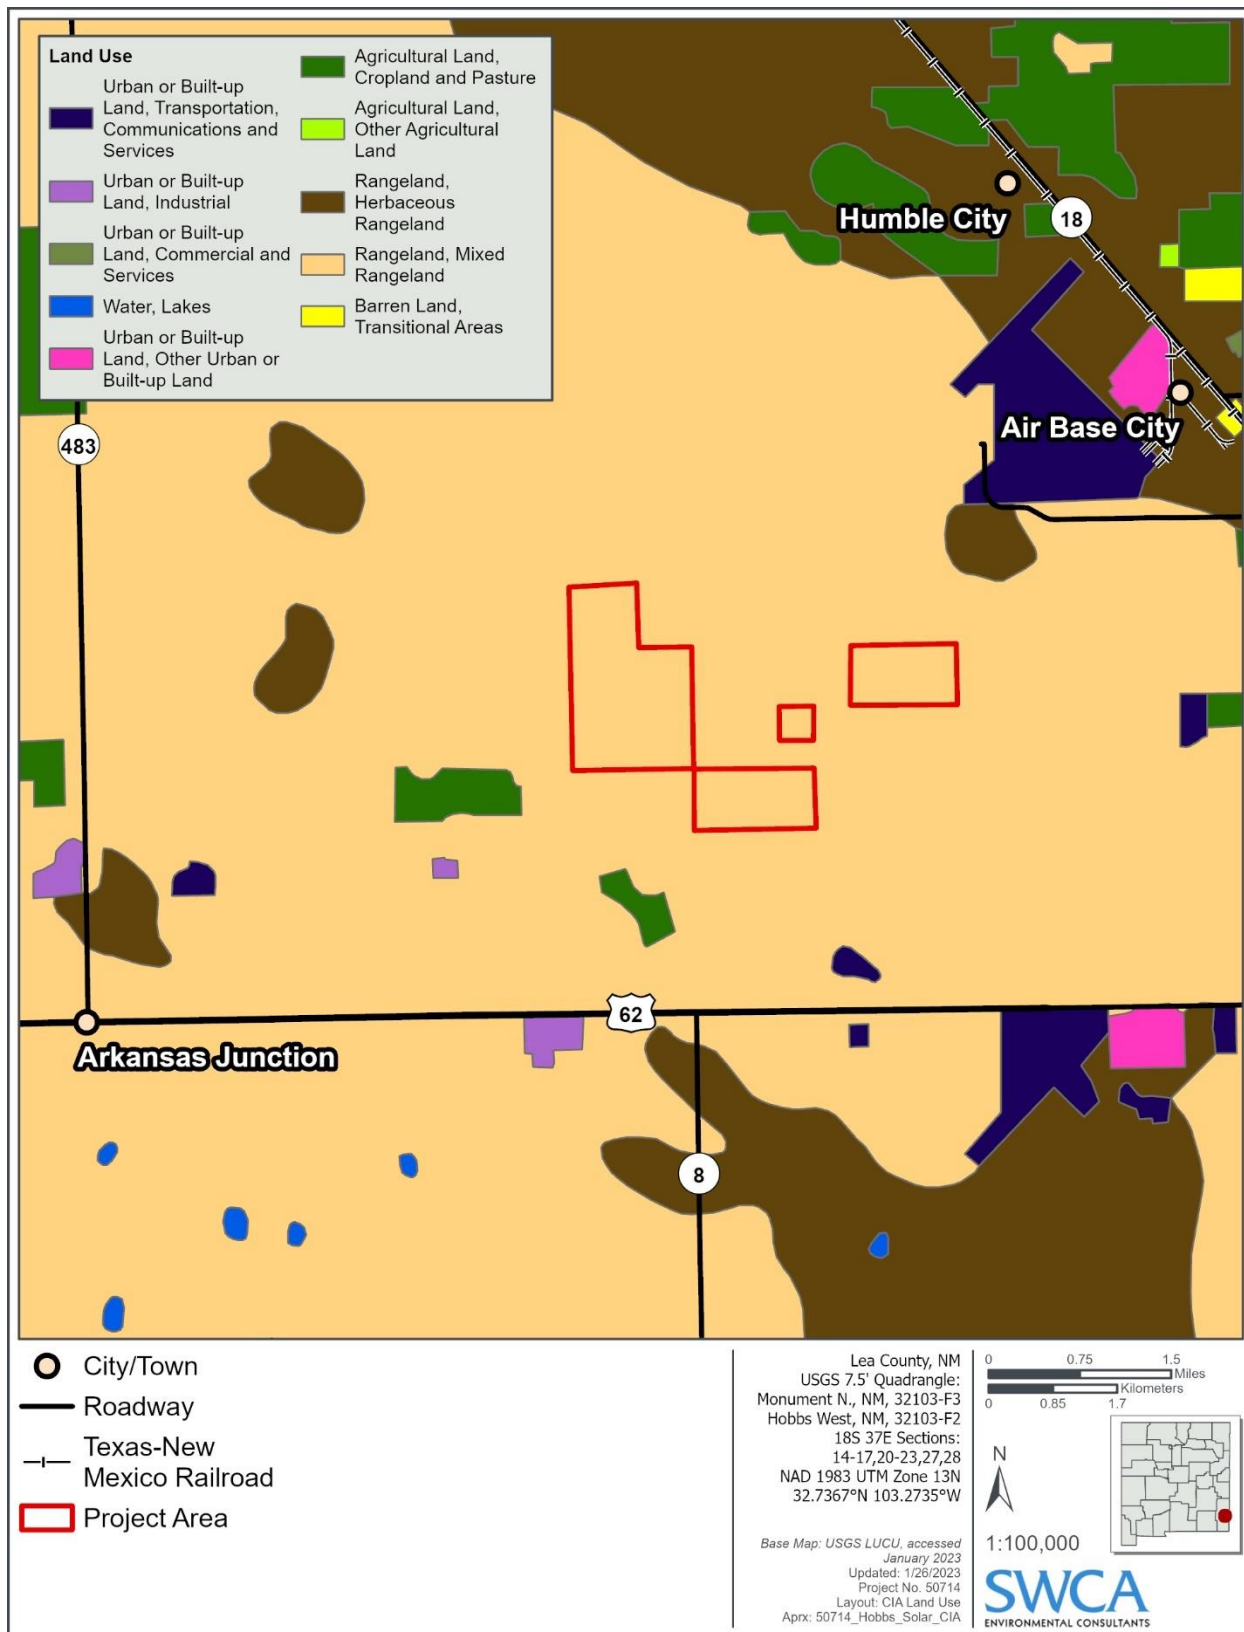 Land Use
Urban or Built-up
Land, Transportation,
Communications and
Services
Urban or Built-up
Land, Industrial
Urban or Built-up
Land, Commercial and
Services
Water, Lakes
Urban or Built-up
Land, Other Urban or
Built-up Land
Agricultural Land,
Cropland and Pasture
Agricultural Land,
Other Agricultural
Land
Rangeland,
Herbaceous
Rangeland
Rangeland, Mixed
Rangeland
Barren Land,
Transitional Areas
Humble City
18
Air Base City
483
62
Arkansas Junction
8
City/Town
Roadway
Texas-New
Mexico Railroad
Project Area
Lea County, NM
USGS 7.5' Quadrangle:
Monument N., NM, 32103-F3
Hobbs West, NM, 32103-F2
18S 37E Sections:
14-17,20-23,27,28
NAD 1983 UTM Zone 13N
32.7367°N 103.2735°W
Base Map: USGS LUCU, accessed
January 2023
Updated: 1/26/2023
Project No. 50714
Layout: CIA Land Use
Aprx: 50714_Hobbs_Solar_CIA
0 0.75 1.5
Miles
Kilometers
0 0.85 1.7
N
1:100,000
SWCA
ENVIRONMENTAL CONSULTANTS